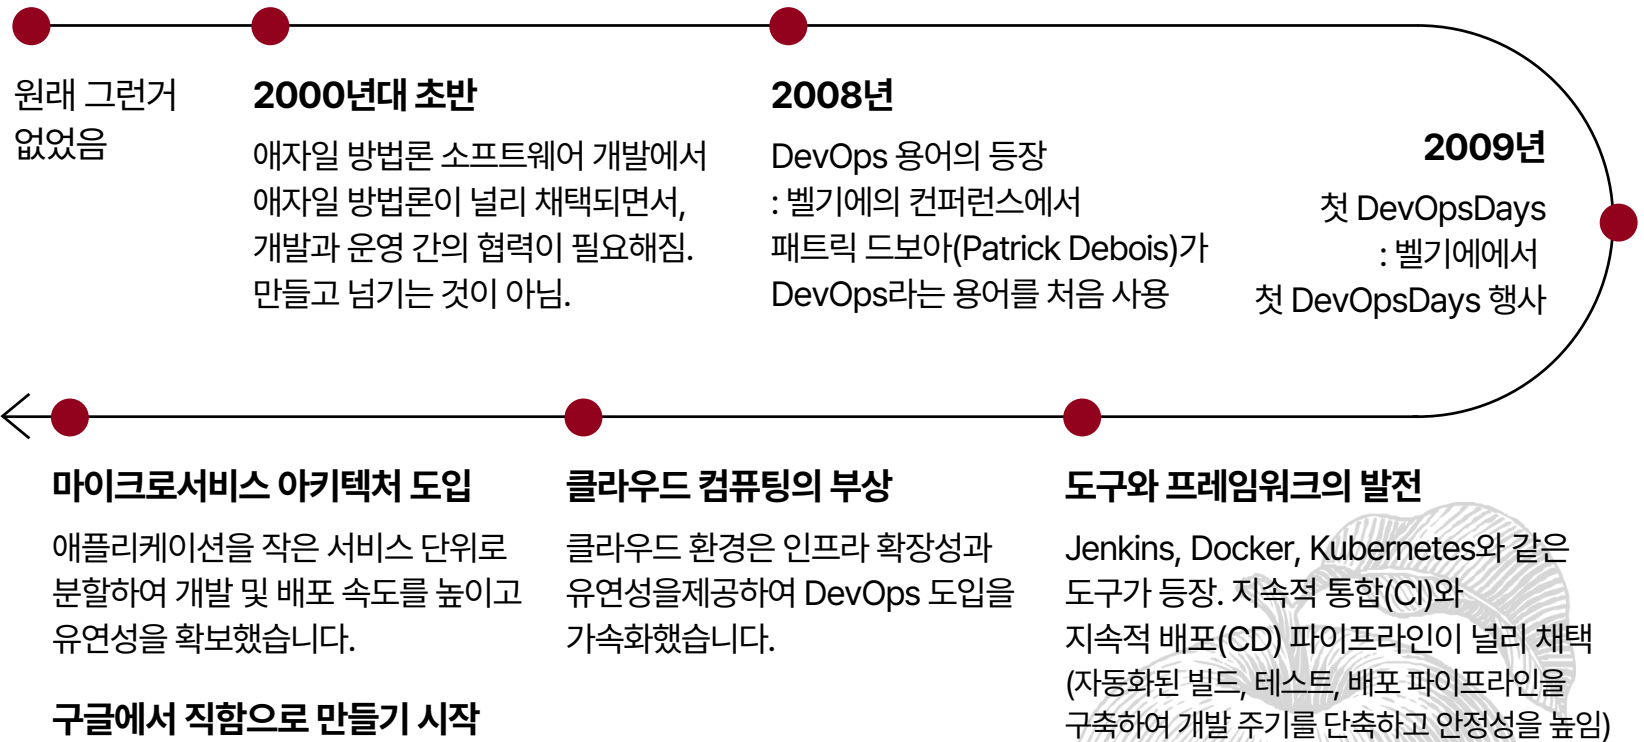 원래 그런거
없었음
2000년대 초반
애자일 방법론 소프트웨어 개발에서
애자일 방법론이 널리 채택되면서,
개발과 운영 간의 협력이 필요해짐.
만들고 넘기는 것이 아님.
2008년
DevOps 용어의 등장
: 벨기에의 컨퍼런스에서
패트릭 드보아(Patrick Debois)가
DevOps라는 용어를 처음 사용
2009년
첫 DevOpsDays
: 벨기에에서
첫 DevOpsDays 행사
도구와 프레임워크의 발전
Jenkins, Docker, Kubernetes와 같은
도구가 등장. 지속적 통합(CI)와
지속적 배포(CD) 파이프라인이 널리 채택
(자동화된 빌드, 테스트, 배포 파이프라인을
구축하여 개발 주기를 단축하고 안정성을 높임)
클라우드 컴퓨팅의 부상
클라우드 환경은 인프라 확장성과
유연성을제공하여 DevOps 도입을
가속화했습니다.
마이크로서비스 아키텍처 도입
애플리케이션을 작은 서비스 단위로
분할하여 개발 및 배포 속도를 높이고
유연성을 확보했습니다.
구글에서 직함으로 만들기 시작